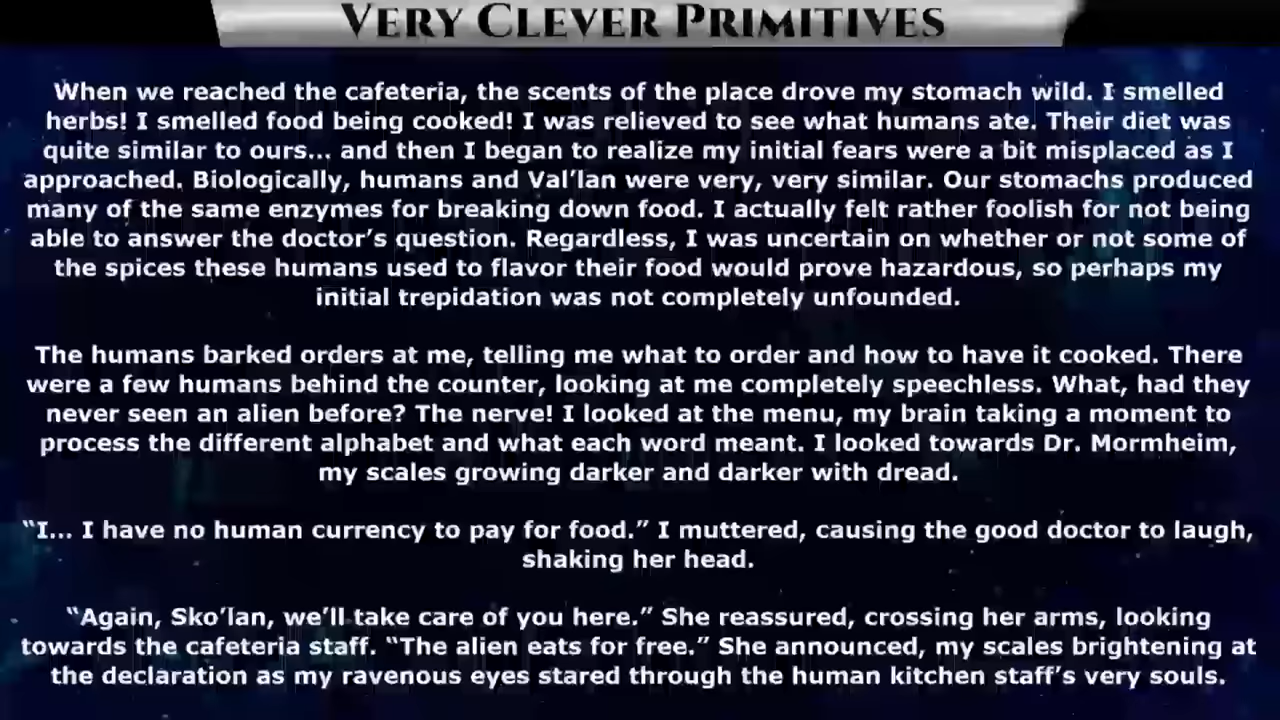 VERY CLEVER PRIMITIVES
When we reached the cafeteria, the scents of the place drove my stomach wild. I smelled
herbs! I smelled food being cooked! I was relieved to see what humans ate. Their diet was
quite similar to ours... and then I began to realize my initial fears were a bit misplaced as I
approached. Biologically, humans and Val’lan were very, very similar. Our stomachs produced
many of the same enzymes for breaking down food. I actually felt rather foolish for not being
able to answer the doctor’s question. Regardless, I was uncertain on whether or not some of
the spices these humans used to flavor their food would prove hazardous, so perhaps my
initial trepidation was not completely unfounded.
The humans barked orders at me, telling me what to order and how to have it cooked. There
were a few humans behind the counter, looking at me completely speechless. What, had they
never seen an alien before? The nerve! I looked at the menu, my brain taking a moment to
process the different alphabet and what each word meant. I looked towards Dr. Mormheim,
my scales growing darker and darker with dread.
“I... I have no human currency to pay for food.” I muttered, causing the good doctor to laugh,
shaking her head.
“Again, Sko’lan, we’ll take care of you here.” She reassured, crossing her arms, looking
towards the cafeteria staff. “The alien eats for free.” She announced, my scales brightening at
the declaration as my ravenous eyes stared through the human kitchen staff’s very souls.